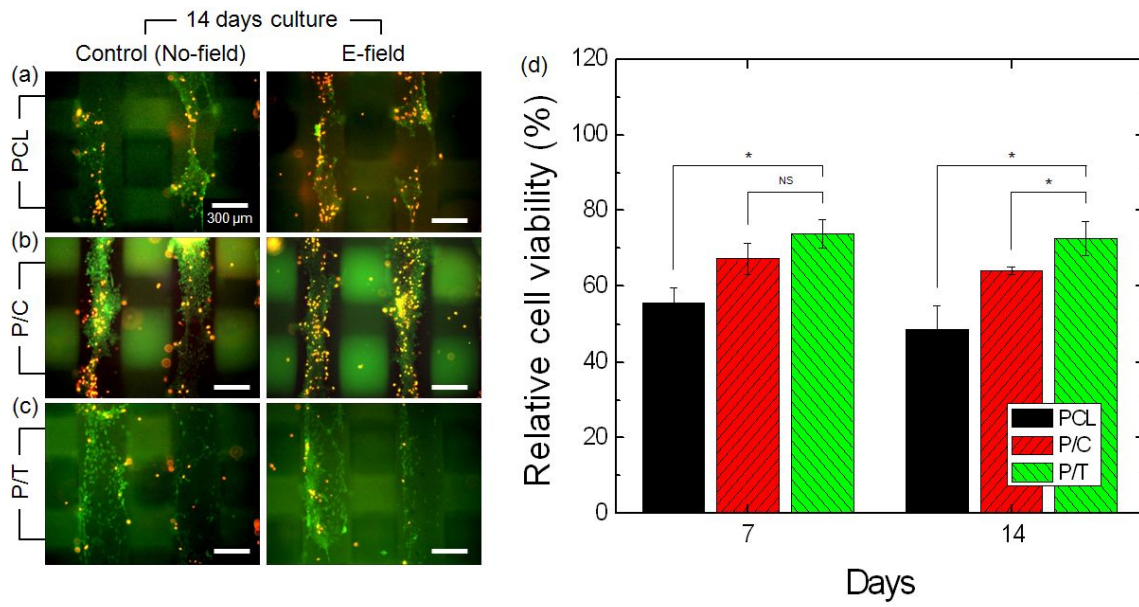 14 days culture
Control (No-field)
E-field
(a)
PCL
300 µm
(b)
P/C
(c)
P/T
(d)
Relative cell viability (%)
120
100
80
60
40
20
0
*
NS
*
*
PCL
P/C
P/T
7
14
Days